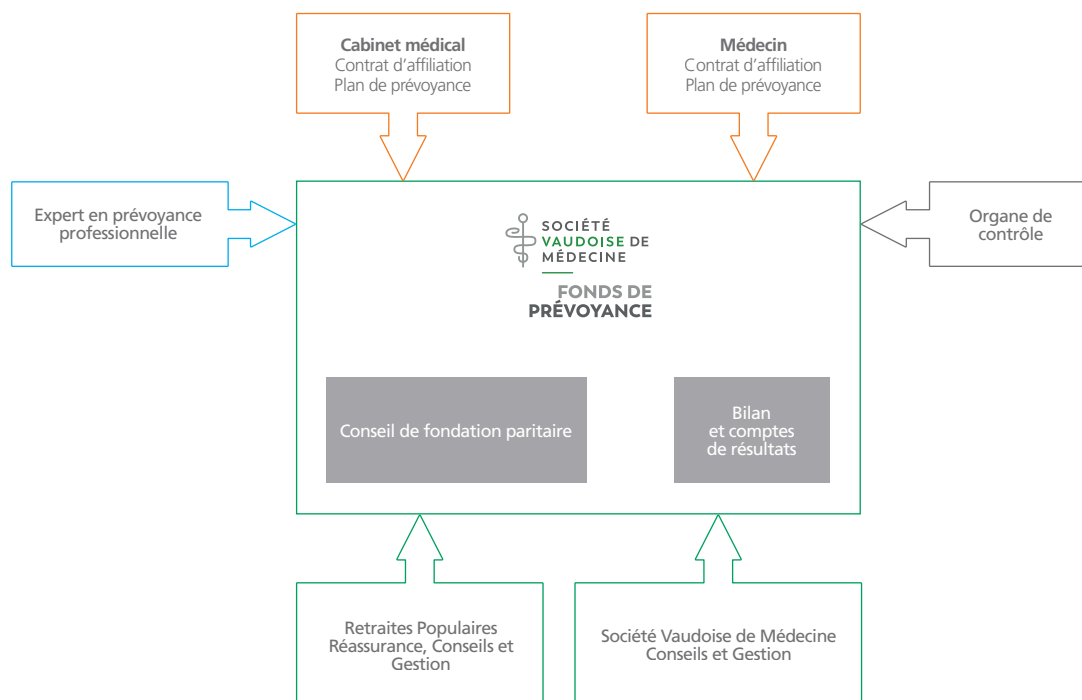 Cabinet médical
Contrat d'affiliation
Plan de prévoyance
Médecin
Contrat d'affiliation
Plan de prévoyance
Expert en prévoyance
professionnelle
SOCIÉTÉ
VAUDOISE DE
MÉDECINE
FONDS DE
PRÉVOYANCE
Organe de
contrôle
Conseil de fondation paritaire
Bilan
et comptes
de résultats
Retraites Populaires
Réassurance, Conseils et
Gestion
Société Vaudoise de Médecine
Conseils et Gestion